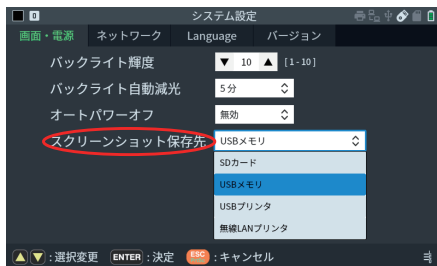 0 システム設定
画面・電源 ネットワーク Language バージョン
バックライト輝度 ▼ 10 ▲ [1-10]
バックライト自動減光 5分
オートパワーオフ 無効
スクリーンショット保存先 USBメモリ
SDカード
USBメモリ
USBプリンタ
無線LANプリンタ
▲▼:選択変更 ENTER:決定 ESC:キャンセル